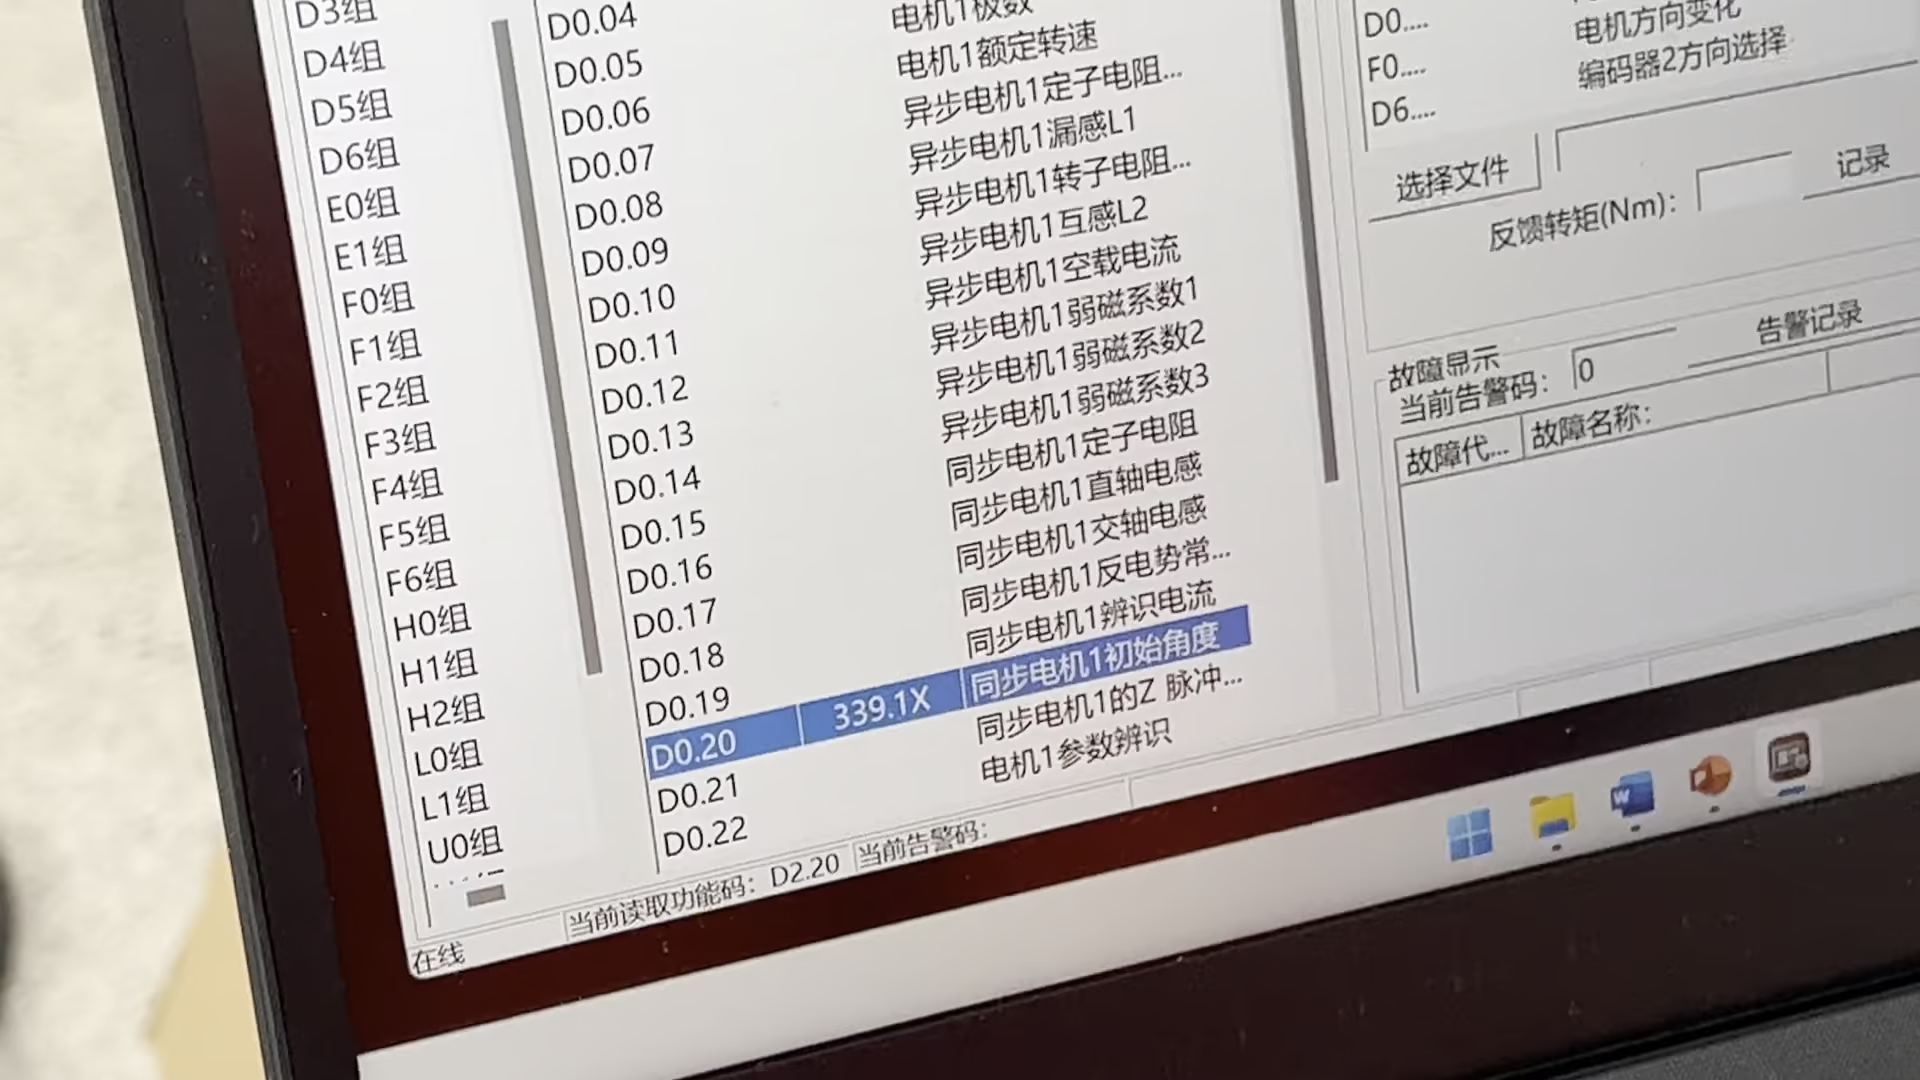 D3组
D4组
D5组
D6组
E0组
E1组
F0组
F1组
F2组
F3组
F4组
F5组
F6组
H0组
H1组
H2组
L0组
L1组
U0组
D0.04
D0.05
D0.06
D0.07
D0.08
D0.09
D0.10
D0.11
D0.12
D0.13
D0.14
D0.15
D0.16
D0.17
D0.18
D0.19
D0.20 339.1X
D0.21
D0.22
电机1极数
电机1额定转速
异步电机1定子电阻...
异步电机1漏感L1
异步电机1转子电阻...
异步电机1互感L2
异步电机1空载电流
异步电机1弱磁系数1
异步电机1弱磁系数2
异步电机1弱磁系数3
同步电机1定子电阻
同步电机1直轴电感
同步电机1交轴电感
同步电机1反电势常...
同步电机1辨识电流
同步电机1初始角度
同步电机1的Z 脉冲...
电机1参数辨识
D0.... 电机方向变化
F0.... 编码器2方向选择
D6....
选择文件
记录
反馈转矩(Nm):
告警记录
故障显示
当前告警码: 0
故障代... 故障名称:
在线
当前读取功能码: D2.20
当前告警码: